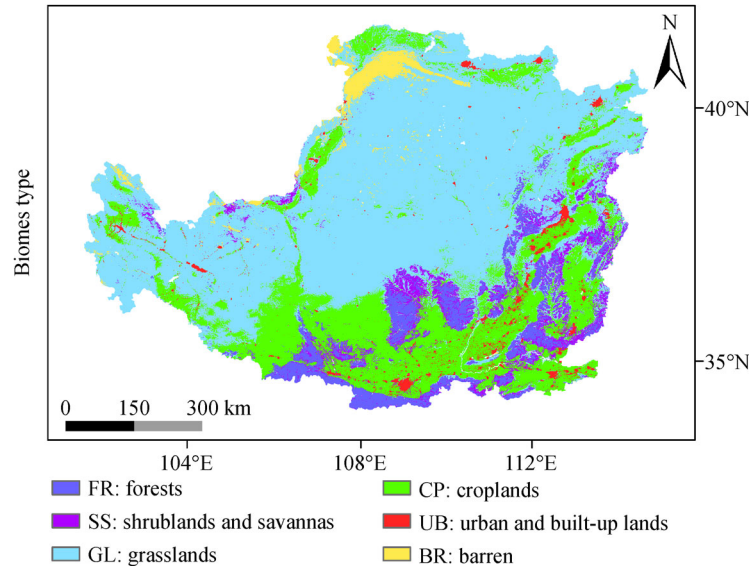 N
40°N
Biomes type
35°N
0 150 300 km
104°E 108°E 112°E
FR: forests CP: croplands
SS: shrublands and savannas UB: urban and built-up lands
GL: grasslands BR: barren